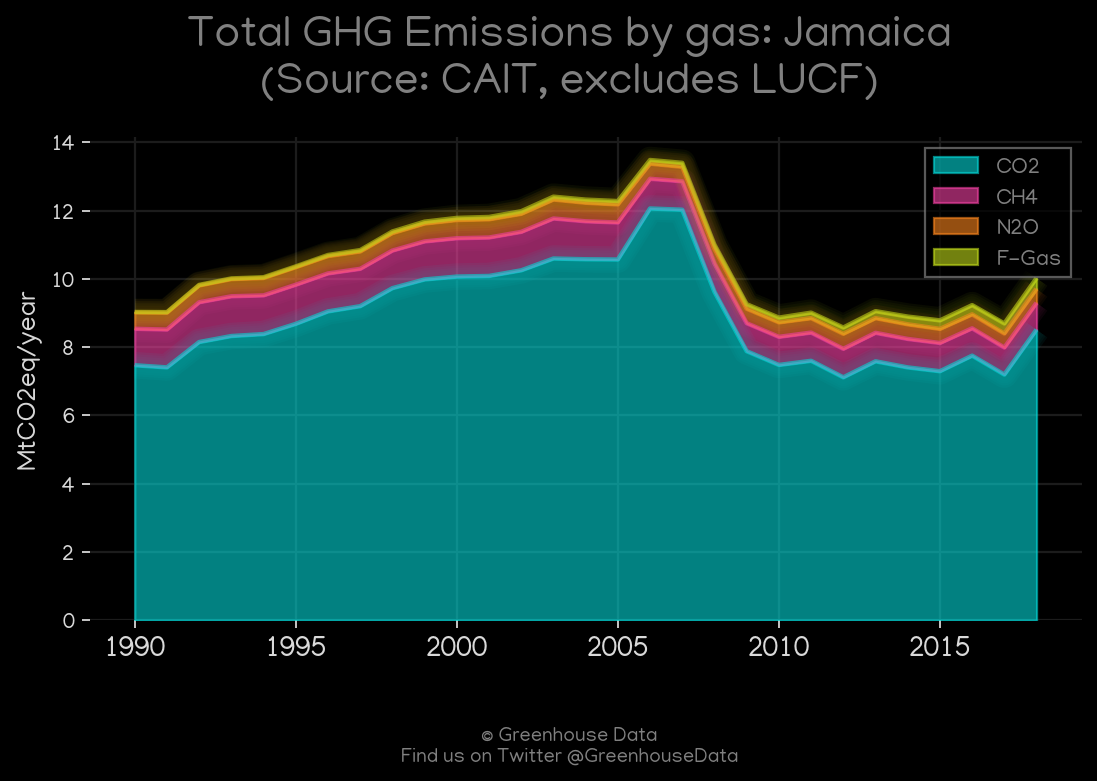 Total GHG Emissions by gas: Jamaica
(Source: CAIT, excludes LUCF)
MtCO2eq/year
14
12
10
8
6
4
2
0
1990 1995 2000 2005 2010 2015
CO2
CH4
N2O
F-Gas
© Greenhouse Data
Find us on Twitter @GreenhouseData